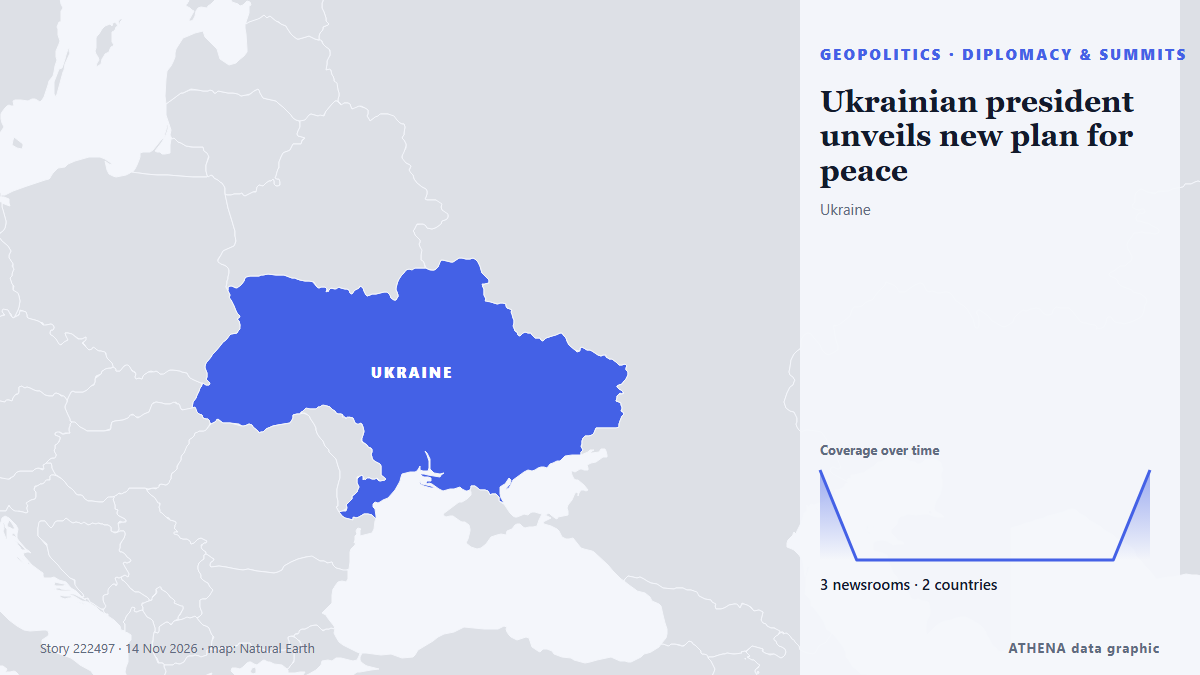 GEOPOLITICS · DIPLOMACY & SUMMITS
Ukrainian president
unveils new plan for
peace
Ukraine
UKRAINE
Coverage over time
3 newsrooms · 2 countries
Story 222497 · 14 Nov 2026 · map: Natural Earth
ATHENA data graphic